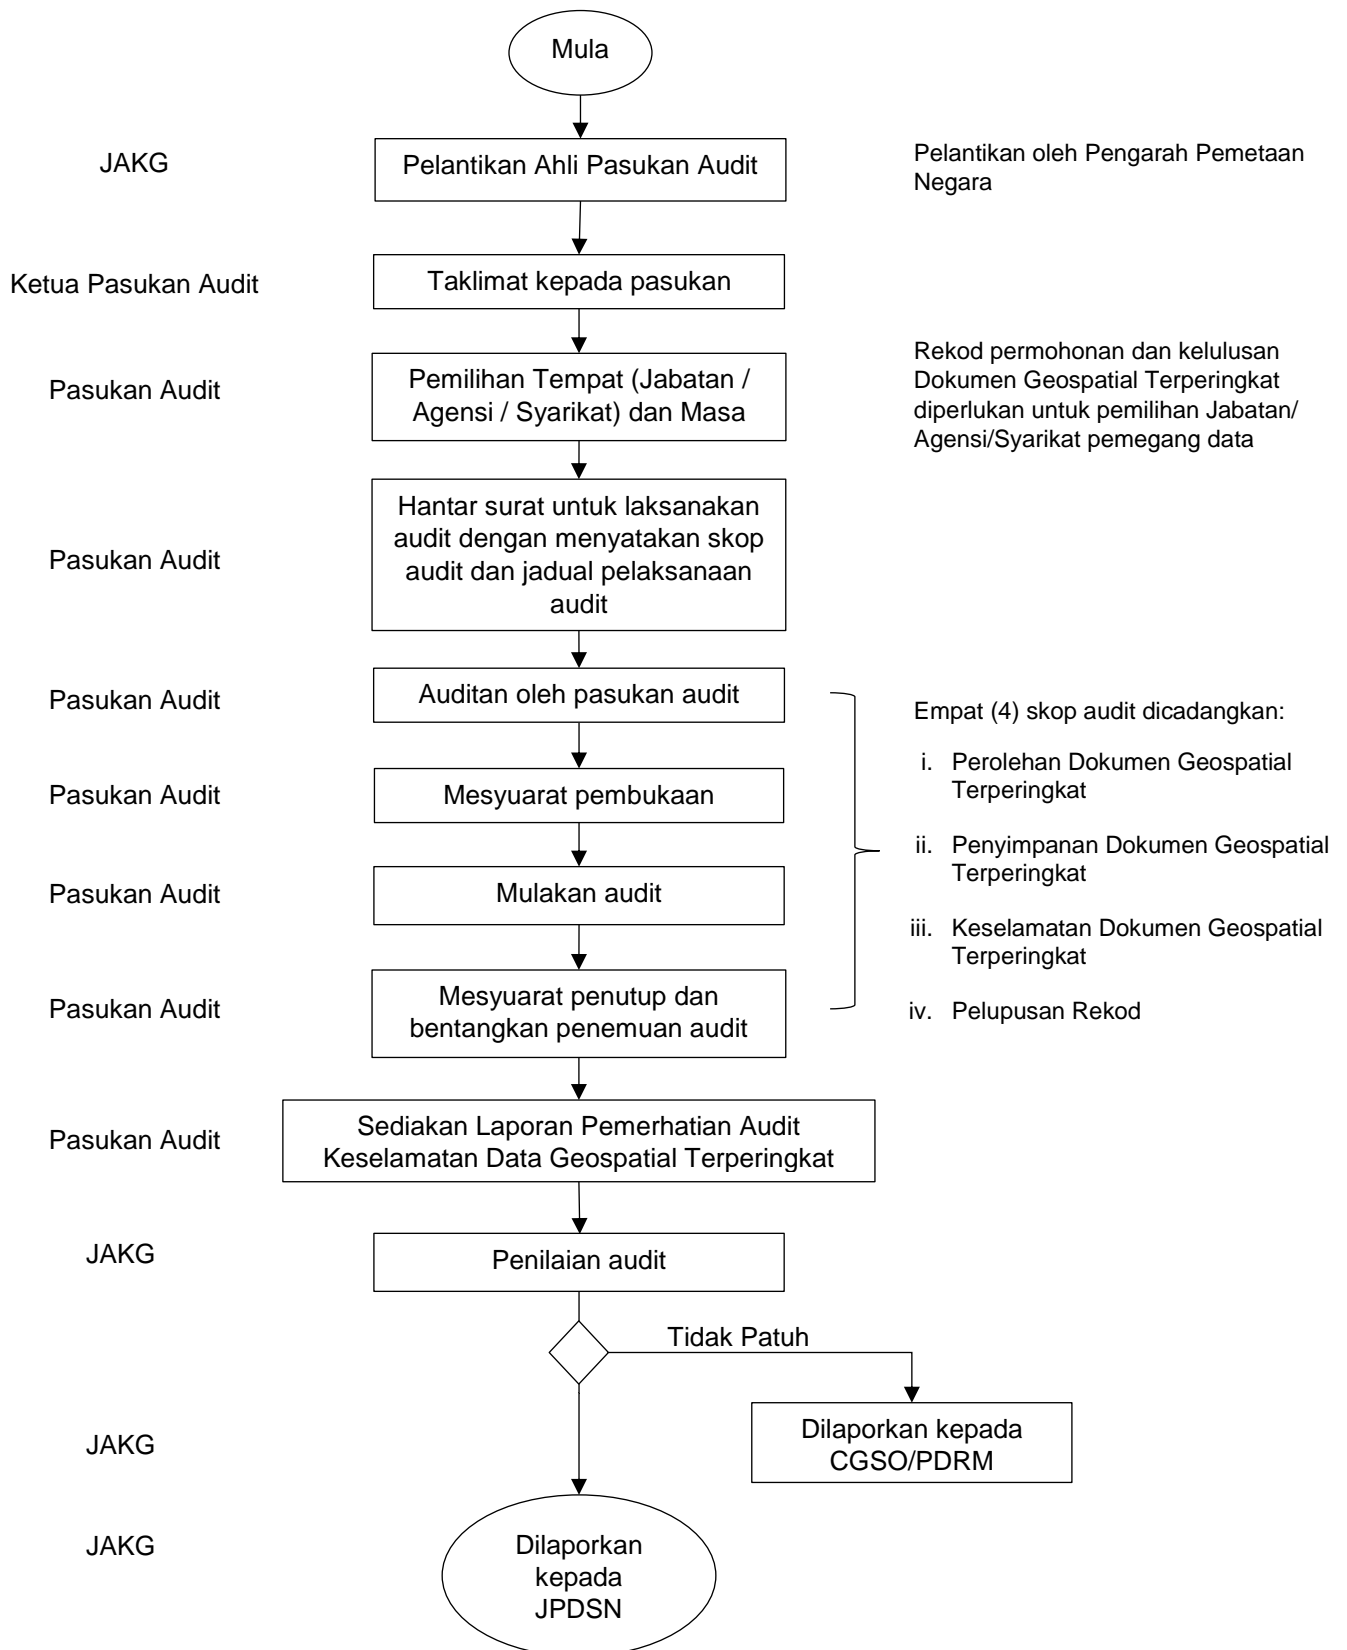 Mula
JAKG
Pelantikan Ahli Pasukan Audit
Pelantikan oleh Pengarah Pemetaan
Negara
Ketua Pasukan Audit
Taklimat kepada pasukan
Pasukan Audit
Pemilihan Tempat (Jabatan /
Agensi / Syarikat) dan Masa
Rekod permohonan dan kelulusan
Dokumen Geospatial Terperingkat
diperlukan untuk pemilihan Jabatan/
Agensi/Syarikat pemegang data
Pasukan Audit
Hantar surat untuk laksanakan
audit dengan menyatakan skop
audit dan jadual pelaksanaan
audit
Pasukan Audit
Auditan oleh pasukan audit
Pasukan Audit
Mesyuarat pembukaan
Pasukan Audit
Mulakan audit
Pasukan Audit
Mesyuarat penutup dan
bentangkan penemuan audit
Empat (4) skop audit dicadangkan:
i. Perolehan Dokumen Geospatial
Terperingkat
ii. Penyimpanan Dokumen Geospatial
Terperingkat
iii. Keselamatan Dokumen Geospatial
Terperingkat
iv. Pelupusan Rekod
Pasukan Audit
Sediakan Laporan Pemerhatian Audit
Keselamatan Data Geospatial Terperingkat
JAKG
Penilaian audit
Tidak Patuh
JAKG
Dilaporkan kepada
CGSO/PDRM
JAKG
Dilaporkan
kepada
JPDSN